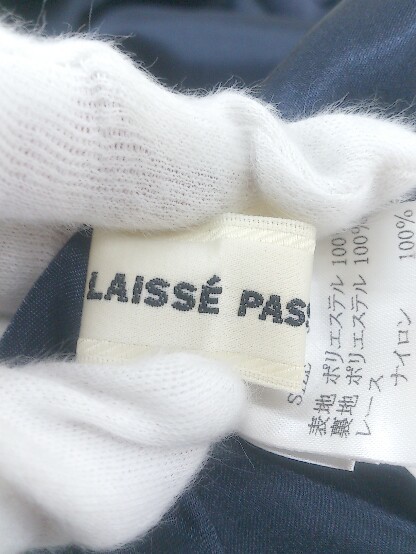 LAISSÉ PASS
SIZE
表地 ポリエステル 100%
裏地 ポリエステル 100%
レース
ナイロン 100